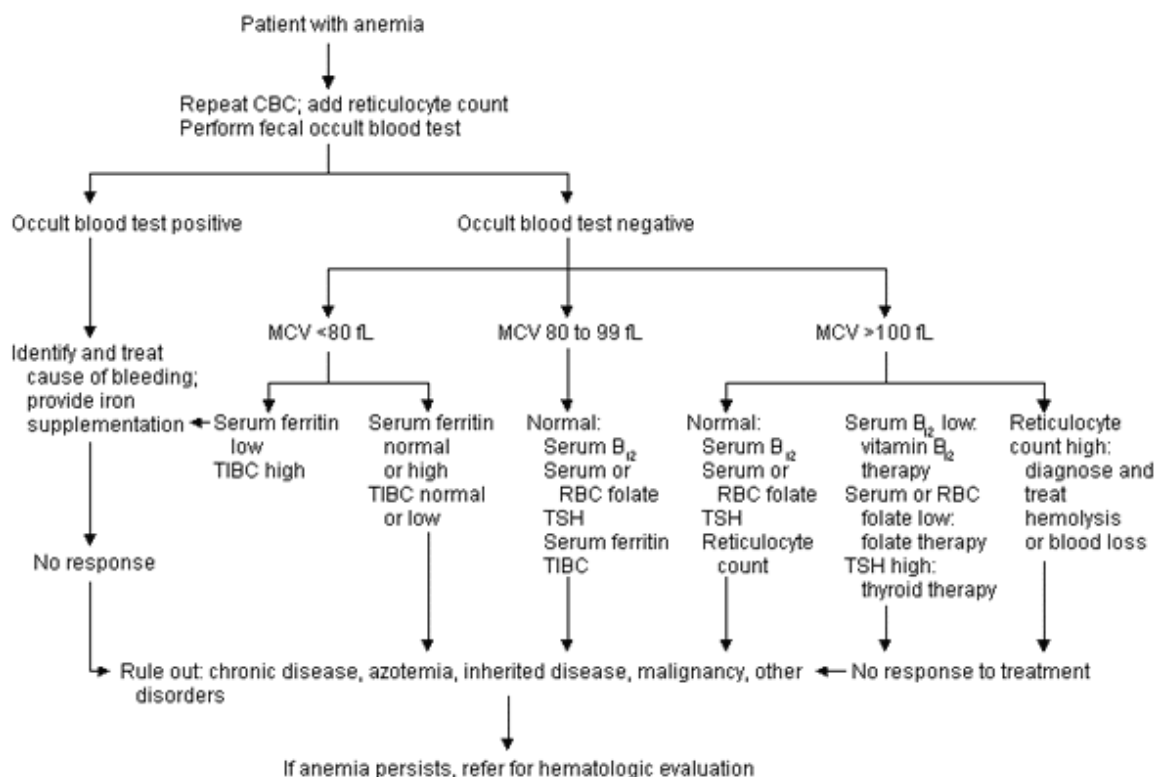 Patient with anemia
Repeat CBC; add reticulocyte count
Perform fecal occult blood test
Occult blood test positive
Occult blood test negative
MCV <80 fL
MCV 80 to 99 fL
MCV >100 fL
Identify and treat
cause of bleeding;
provide iron
supplementation
Serum ferritin
low
TIBC high
Serum ferritin
normal
or high
TIBC normal
or low
Normal:
Serum B₁₂
Serum or
RBC folate
TSH
Serum ferritin
TIBC
Normal:
Serum B₁₂
Serum or
RBC folate
TSH
Reticulocyte
count
Serum B₁₂ low:
vitamin B₁₂
therapy
Serum or RBC
folate low:
folate therapy
TSH high:
thyroid therapy
Reticulocyte
count high:
diagnose and
treat
hemolysis
or blood loss
No response
Rule out: chronic disease, azotemia, inherited disease, malignancy, other
disorders
No response to treatment
If anemia persists, refer for hematologic evaluation